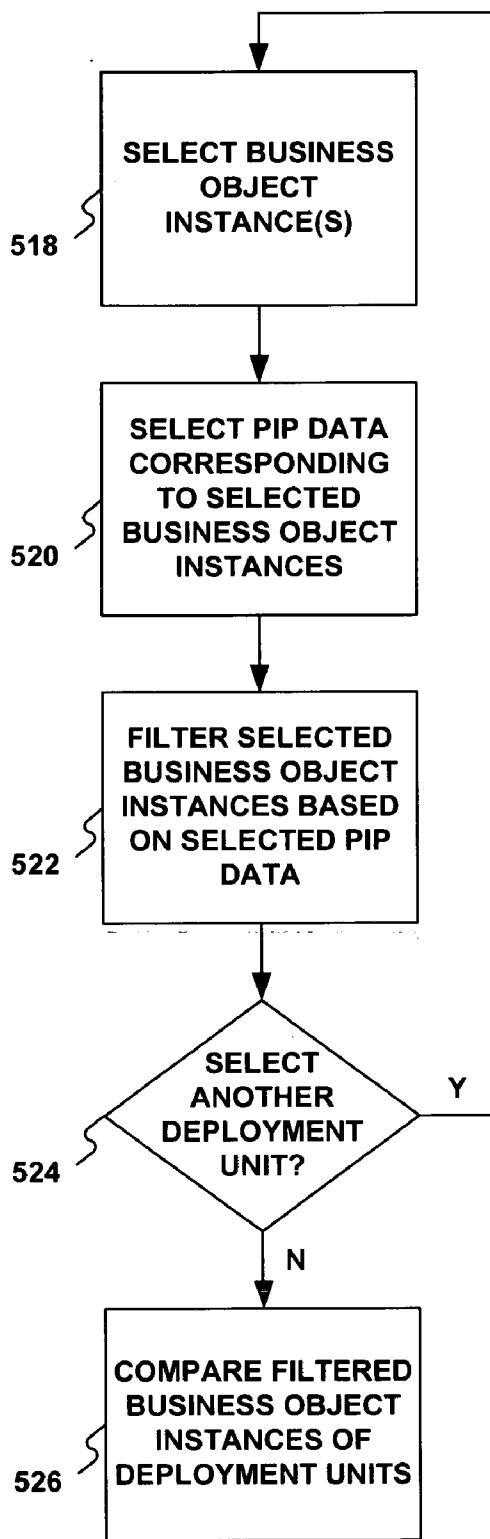 SELECT BUSINESS
OBJECT
INSTANCE(S)
518
SELECT PIP DATA
CORRESPONDING
TO SELECTED
BUSINESS OBJECT
INSTANCES
520
FILTER SELECTED
BUSINESS OBJECT
INSTANCES BASED
ON SELECTED PIP
DATA
522
SELECT
ANOTHER
DEPLOYMENT
UNIT?
Y
524
N
COMPARE FILTERED
BUSINESS OBJECT
INSTANCES OF
DEPLOYMENT UNITS
526